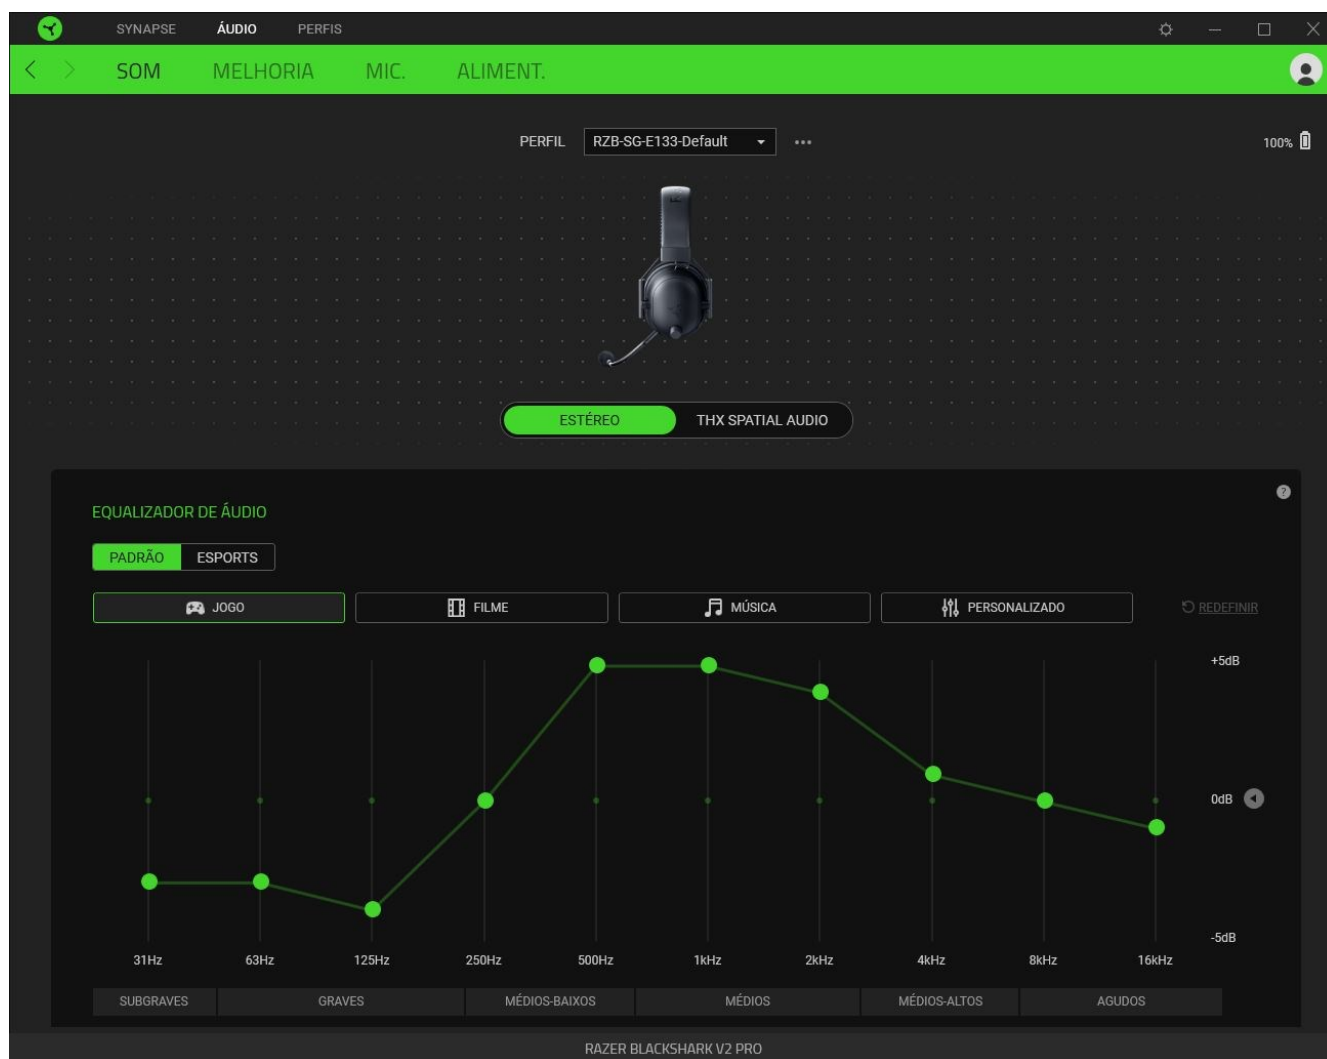 SYNAPSE ÁUDIO PERFIS
SOM MELHORIA MIC. ALIMENT.
PERFIL RZB-SG-E133-Default
100%
ESTÉREO THX SPATIAL AUDIO
?
EQUALIZADOR DE ÁUDIO
PADRÃO ESPORTS
JOGO FILME MÚSICA PERSONALIZADO REDEFINIR
+5dB
0dB
-5dB
31Hz 63Hz 125Hz 250Hz 500Hz 1kHz 2kHz 4kHz 8kHz 16kHz
SUBGRAVES GRAVES MÉDIOS-BAIXOS MÉDIOS MÉDIOS-ALTOS AGUDOS
RAZER BLACKSHARK V2 PRO